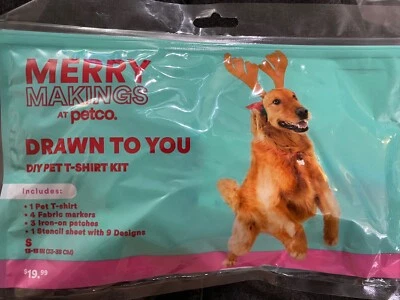 MERRY
MAKINGS
AT petco.
DRAWN TO YOU
DIY PET T-SHIRT KIT
Includes:
• 1 Pet T-shirt
• 4 Fabric markers
• 3 Iron-on patches
• 1 Stencil sheet with 9 Designs
S
$19.99